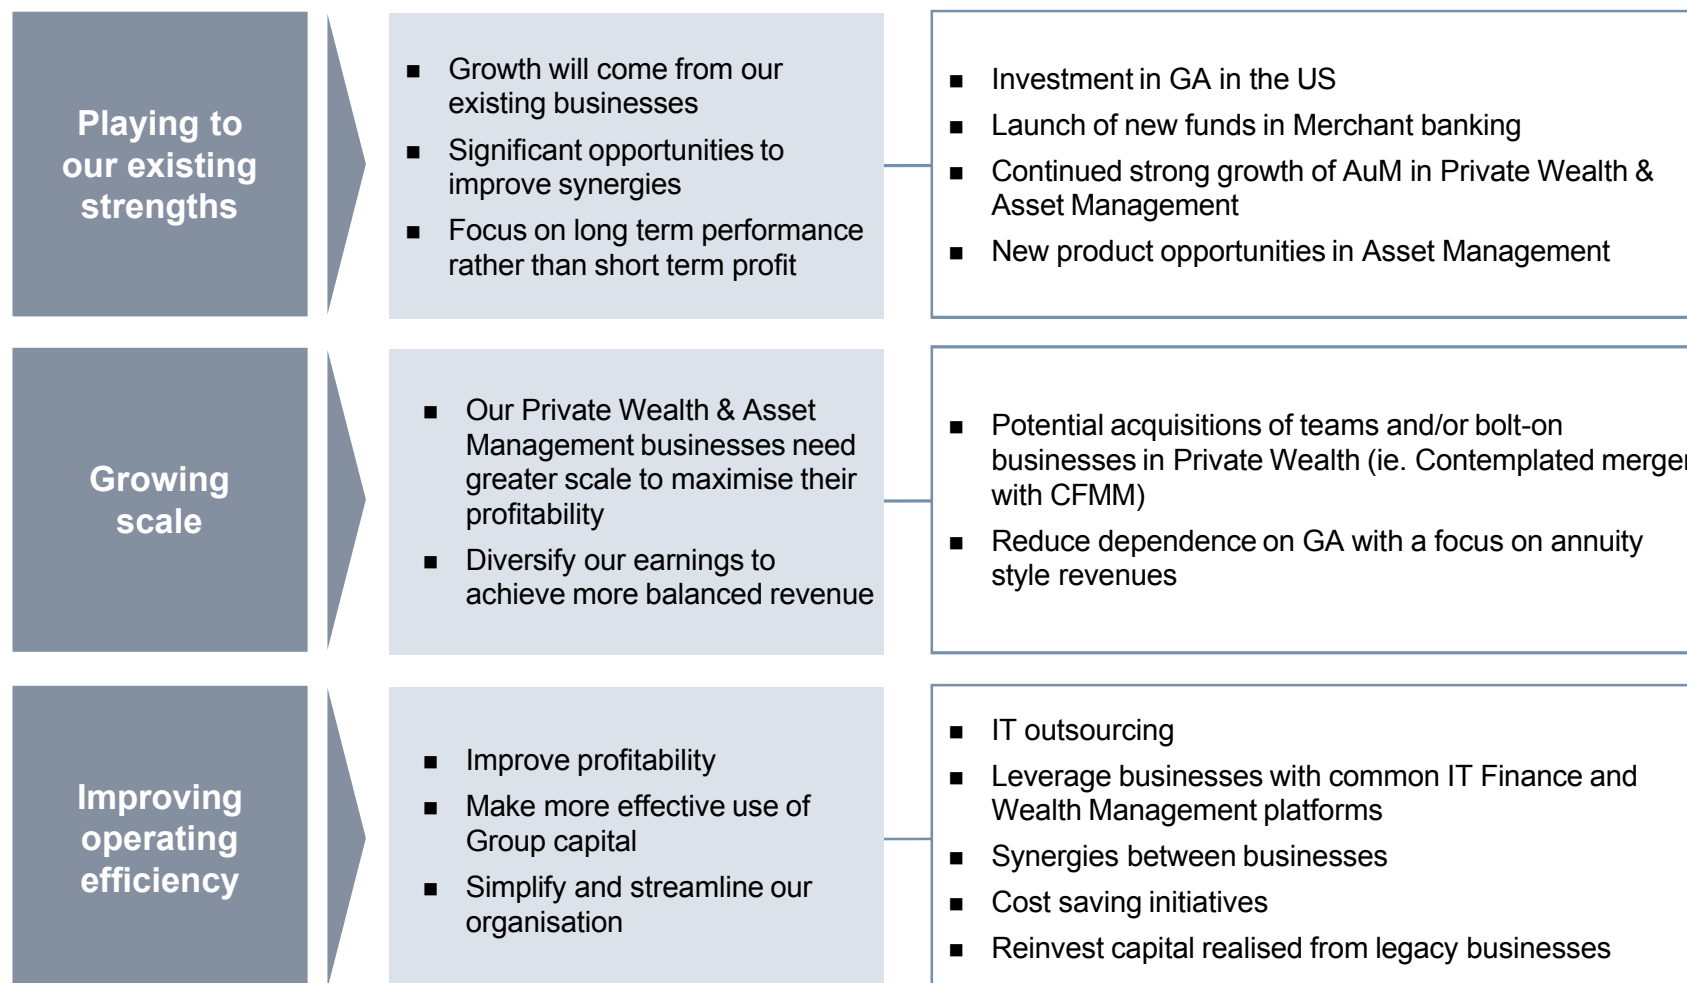 Playing to
our existing
strengths
■ Growth will come from our
existing businesses
■ Significant opportunities to
improve synergies
■ Focus on long term performance
rather than short term profit
■ Investment in GA in the US
■ Launch of new funds in Merchant banking
■ Continued strong growth of AuM in Private Wealth &
Asset Management
■ New product opportunities in Asset Management
Growing
scale
■ Our Private Wealth & Asset
Management businesses need
greater scale to maximise their
profitability
■ Diversify our earnings to
achieve more balanced revenue
■ Potential acquisitions of teams and/or bolt-on
businesses in Private Wealth (ie. Contemplated merger
with CFMM)
■ Reduce dependence on GA with a focus on annuity
style revenues
Improving
operating
efficiency
■ Improve profitability
■ Make more effective use of
Group capital
■ Simplify and streamline our
organisation
■ IT outsourcing
■ Leverage businesses with common IT Finance and
Wealth Management platforms
■ Synergies between businesses
■ Cost saving initiatives
■ Reinvest capital realised from legacy businesses